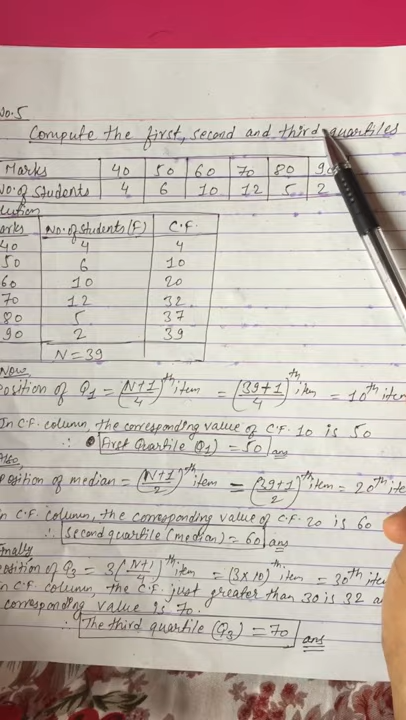 No.5
Compute the first, second and third quartiles
Marks 40 50 60 70 80 90
No. of students 4 6 10 12 5 2
lution
arks No. of students (F) C.F.
40 4 4
50 6 10
60 10 20
70 12 32
80 5 37
90 2 39
N = 39
Now
Position of Q1 = (N+1/4)th item = (39+1/4)th item = 10th item
In C.F. column, the corresponding value of C.F. 10 is 50
∴ First Quartile (Q1) = 50 ans
Also,
Position of median = (N+1/2)th item = (39+1/2)th item = 20th item
In C.F. column, the corresponding value of C.F. 20 is 60
∴ Second quartile (median) = 60 ans
Finally
Position of Q3 = 3(N+1/4)th item = (3×10)th item = 30th item
In C.F. column, the C.F. just greater than 30 is 32 a
corresponding value is 70.
∴ The third quartile (Q3) = 70 ans